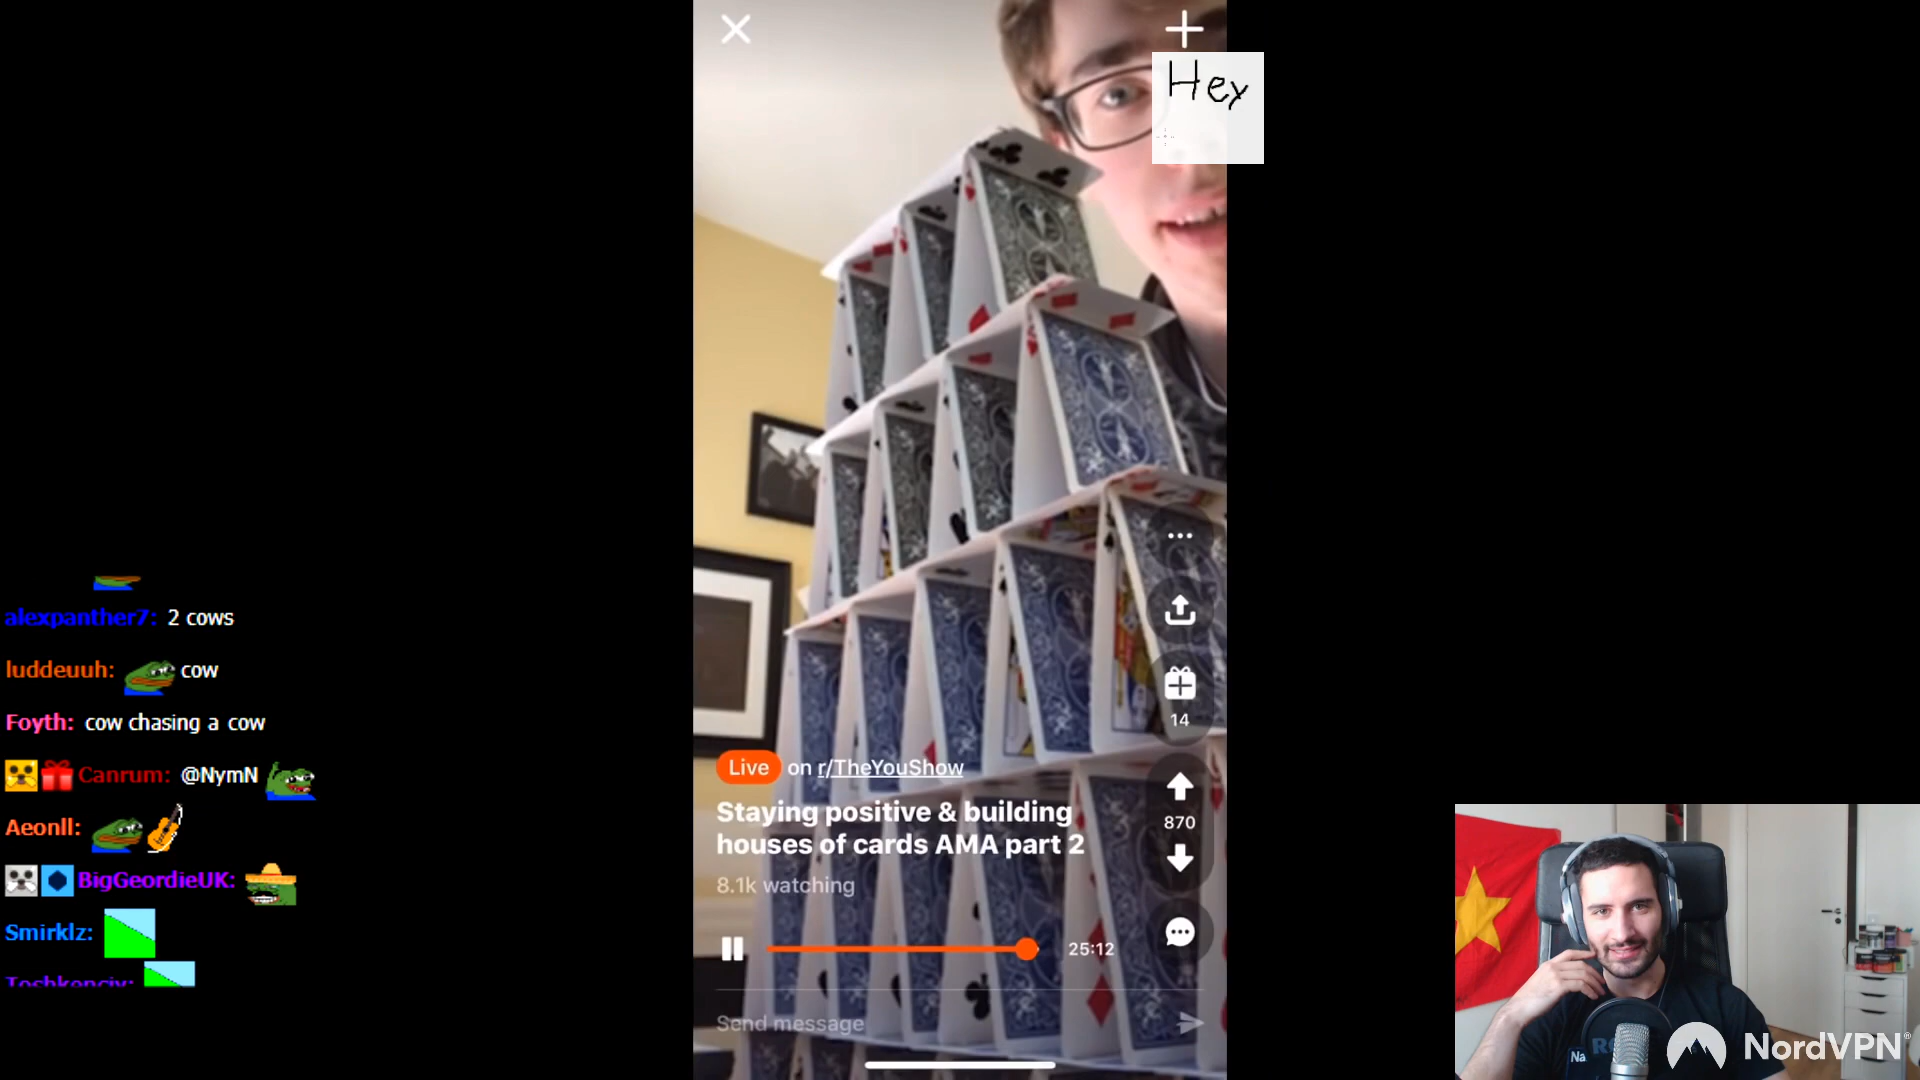 Hey
alexpanther7: 2 cows
luddeuuh: cow
Foyth: cow chasing a cow
Canrum: @NymN
Aeonll:
BigGeordieUK:
Smirklz:
14
Live on r/TheYouShow
Staying positive & building
houses of cards AMA part 2
8.1k watching
870
25:12
Send message
Na
NordVPN®